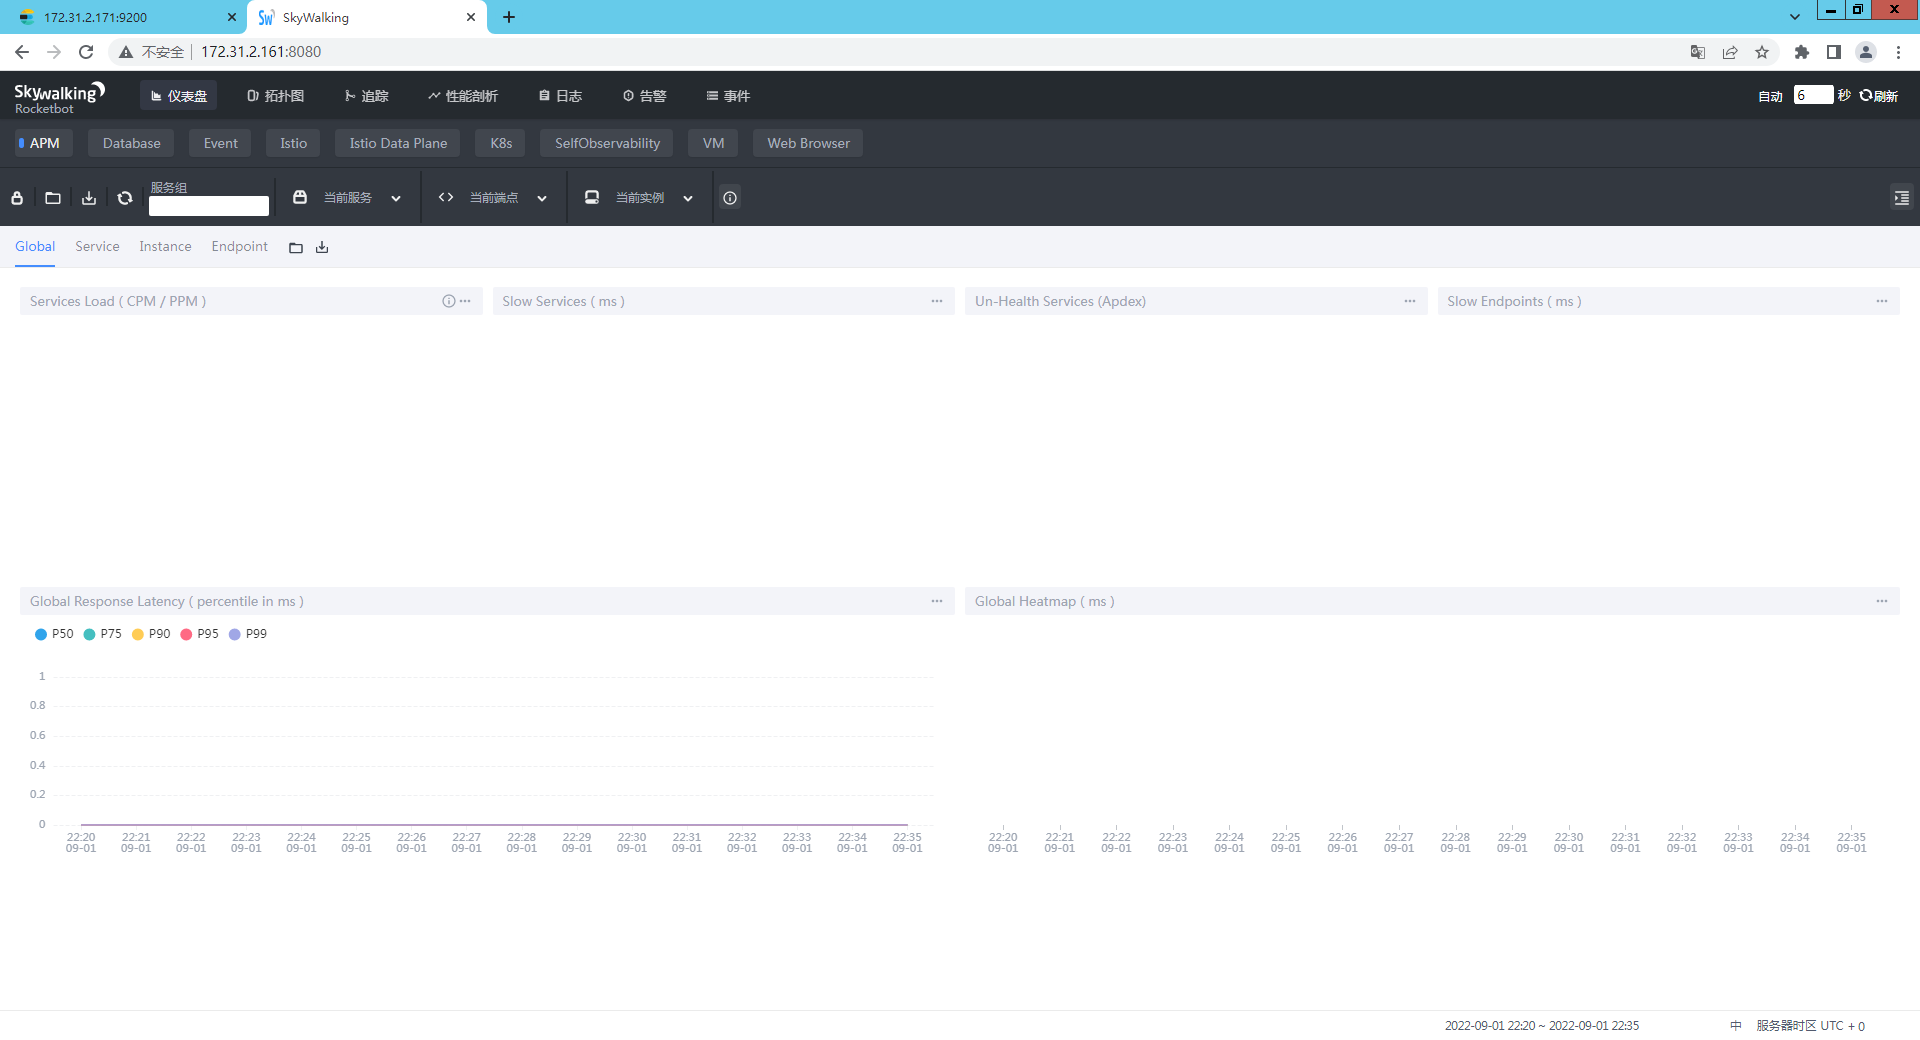 172.31.2.171:9200
SkyWalking
不安全
172.31.2.161:8080
Skywalking
Rocketbot
仪表盘
拓扑图
追踪
性能剖析
日志
告警
事件
自动 6 秒 刷新
APM
Database
Event
Istio
Istio Data Plane
K8s
SelfObservability
VM
Web Browser
服务组
当前服务
当前端点
当前实例
Global
Service
Instance
Endpoint
Services Load ( CPM / PPM )
Slow Services ( ms )
Un-Health Services (Apdex)
Slow Endpoints ( ms )
Global Response Latency ( percentile in ms )
P50 P75 P90 P95 P99
1
0.8
0.6
0.4
0.2
0
22:20 22:21 22:22 22:23 22:24 22:25 22:26 22:27 22:28 22:29 22:30 22:31 22:32 22:33 22:34 22:35
09-01 09-01 09-01 09-01 09-01 09-01 09-01 09-01 09-01 09-01 09-01 09-01 09-01 09-01 09-01 09-01
Global Heatmap ( ms )
22:20 22:21 22:22 22:23 22:24 22:25 22:26 22:27 22:28 22:29 22:30 22:31 22:32 22:33 22:34 22:35
09-01 09-01 09-01 09-01 09-01 09-01 09-01 09-01 09-01 09-01 09-01 09-01 09-01 09-01 09-01 09-01
2022-09-01 22:20 ~ 2022-09-01 22:35
中
服务器时区 UTC + 0